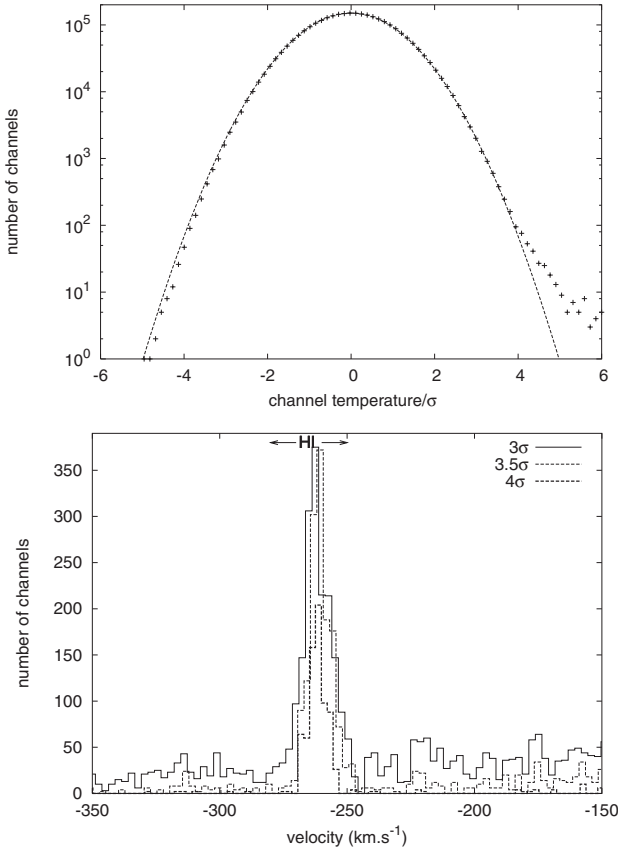 10^5
10^4
10^3
10^2
10^1
10^0
number of channels
-6 -4 -2 0 2 4 6
channel temperature/σ
HI
3σ
3.5σ
4σ
350
300
250
200
150
100
50
0
number of channels
-350 -300 -250 -200 -150
velocity (km.s^-1)